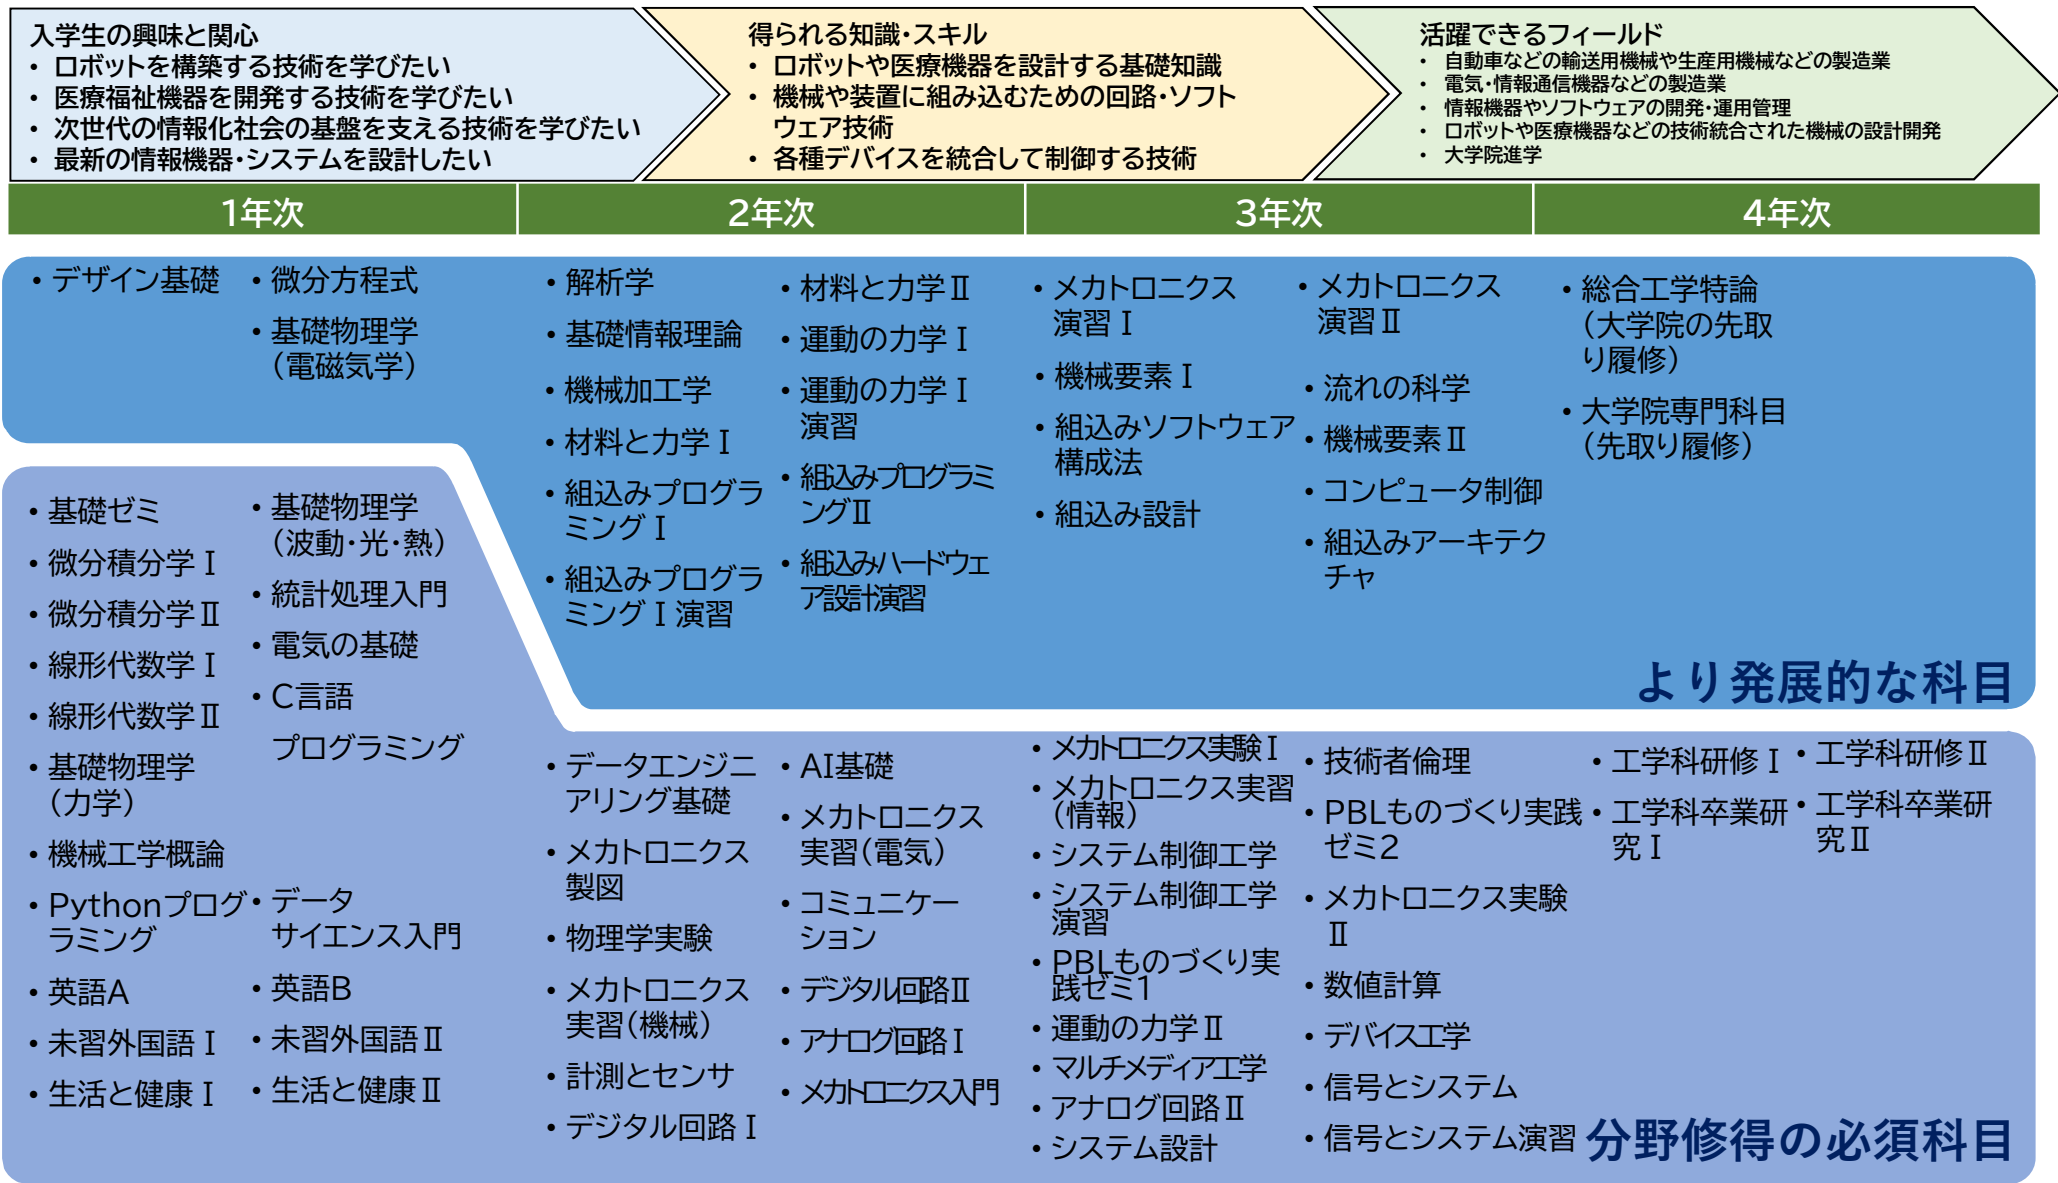 入学生の興味と関心
・ ロボットを構築する技術を学びたい
・ 医療福祉機器を開発する技術を学びたい
・ 次世代の情報化社会の基盤を支える技術を学びたい
・ 最新の情報機器・システムを設計したい
得られる知識・スキル
・ ロボットや医療機器を設計する基礎知識
・ 機械や装置に組み込むための回路・ソフト
ウェア技術
・ 各種デバイスを統合して制御する技術
活躍できるフィールド
・ 自動車などの輸送用機械や生産用機械などの製造業
・ 電気・情報通信機器などの製造業
・ 情報機器やソフトウェアの開発・運用管理
・ ロボットや医療機器などの技術統合された機械の設計開発
・ 大学院進学
1年次
2年次
3年次
4年次
・デザイン基礎
・微分方程式
・基礎物理学
（電磁気学）
・解析学
・基礎情報理論
・機械加工学
・材料と力学Ⅰ
・組込みプログラ
ミングⅠ
・組込みプログラ
ミングⅠ演習
・材料と力学Ⅱ
・運動の力学Ⅰ
・運動の力学Ⅰ
演習
・組込みプログラミ
ングⅡ
・組込みハードウェ
ア設計演習
・メカトロニクス
演習Ⅰ
・機械要素Ⅰ
・組込みソフトウェア
構成法
・組込み設計
・メカトロニクス
演習Ⅱ
・流れの科学
・機械要素Ⅱ
・コンピュータ制御
・組込みアーキテク
チャ
・総合工学特論
（大学院の先取
り履修）
・大学院専門科目
（先取り履修）
より発展的な科目
・基礎ゼミ
・微分積分学Ⅰ
・微分積分学Ⅱ
・線形代数学Ⅰ
・線形代数学Ⅱ
・基礎物理学
（力学）
・機械工学概論
・Pythonプログ
ラミング
・英語A
・未習外国語Ⅰ
・生活と健康Ⅰ
・基礎物理学
（波動・光・熱）
・統計処理入門
・電気の基礎
・C言語
プログラミング
・データ
サイエンス入門
・英語B
・未習外国語Ⅱ
・生活と健康Ⅱ
・データエンジニ
アリング基礎
・メカトロニクス
製図
・物理学実験
・メカトロニクス
実習（機械）
・計測とセンサ
・デジタル回路Ⅰ
・AI基礎
・メカトロニクス
実習（電気）
・コミュニケー
ション
・デジタル回路Ⅱ
・アナログ回路Ⅰ
・メカトロニクス入門
・メカトロニクス実験Ⅰ
・メカトロニクス実習
（情報）
・システム制御工学
・システム制御工学
演習
・PBLものづくり実
践ゼミ1
・運動の力学Ⅱ
・マルチメディア工学
・アナログ回路Ⅱ
・システム設計
・技術者倫理
・PBLものづくり実践
ゼミ2
・メカトロニクス実験
Ⅱ
・数値計算
・デバイス工学
・信号とシステム
・信号とシステム演習
・工学科研修Ⅰ
・工学科卒業研
究Ⅰ
・工学科研修Ⅱ
・工学科卒業研
究Ⅱ
分野修得の必須科目